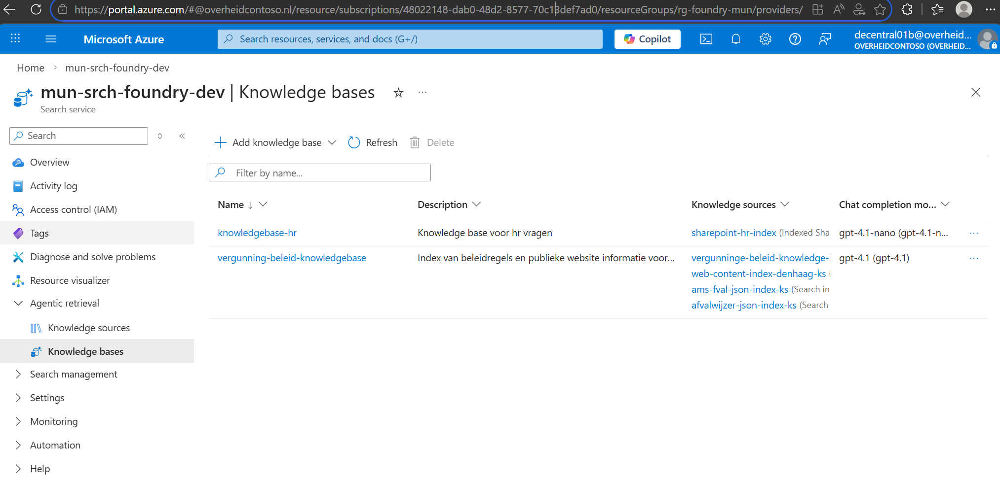 https://portal.azure.com/#@overheidcontoso.nl/resource/subscriptions/48022148-dab0-48d2-8577-70c13def7ad0/resourceGroups/rg-foundry-mun/providers/
Microsoft Azure
Search resources, services, and docs (G+/)
Copilot
decentral01b@overheid...
OVERHEIDCONTOSO (OVERHEID...
Home > mun-srch-foundry-dev
mun-srch-foundry-dev | Knowledge bases
Search service
Search
Overview
Activity log
Access control (IAM)
Tags
Diagnose and solve problems
Resource visualizer
Agentic retrieval
Knowledge sources
Knowledge bases
Search management
Settings
Monitoring
Automation
Help
Add knowledge base
Refresh
Delete
Filter by name...
Name ↓
Description
Knowledge sources
Chat completion mo...
knowledgebase-hr
Knowledge base voor hr vragen
sharepoint-hr-index (Indexed Sha
gpt-4.1-nano (gpt-4.1-n...
vergunning-beleid-knowledgebase
Index van beleidregels en publieke website informatie voor...
vergunninge-beleid-knowledge-i
web-content-index-denhaag-ks (
ams-fval-json-index-ks (Search in
afvalwijzer-json-index-ks (Search
gpt-4.1 (gpt-4.1)